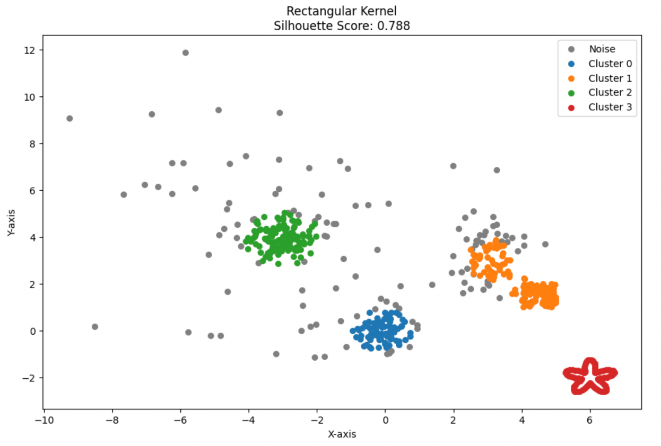 Rectangular Kernel
Silhouette Score: 0.788
Noise
Cluster 0
Cluster 1
Cluster 2
Cluster 3
Y-axis
12
10
8
6
4
2
0
−2
−10
−8
−6
−4
−2
0
2
4
6
X-axis